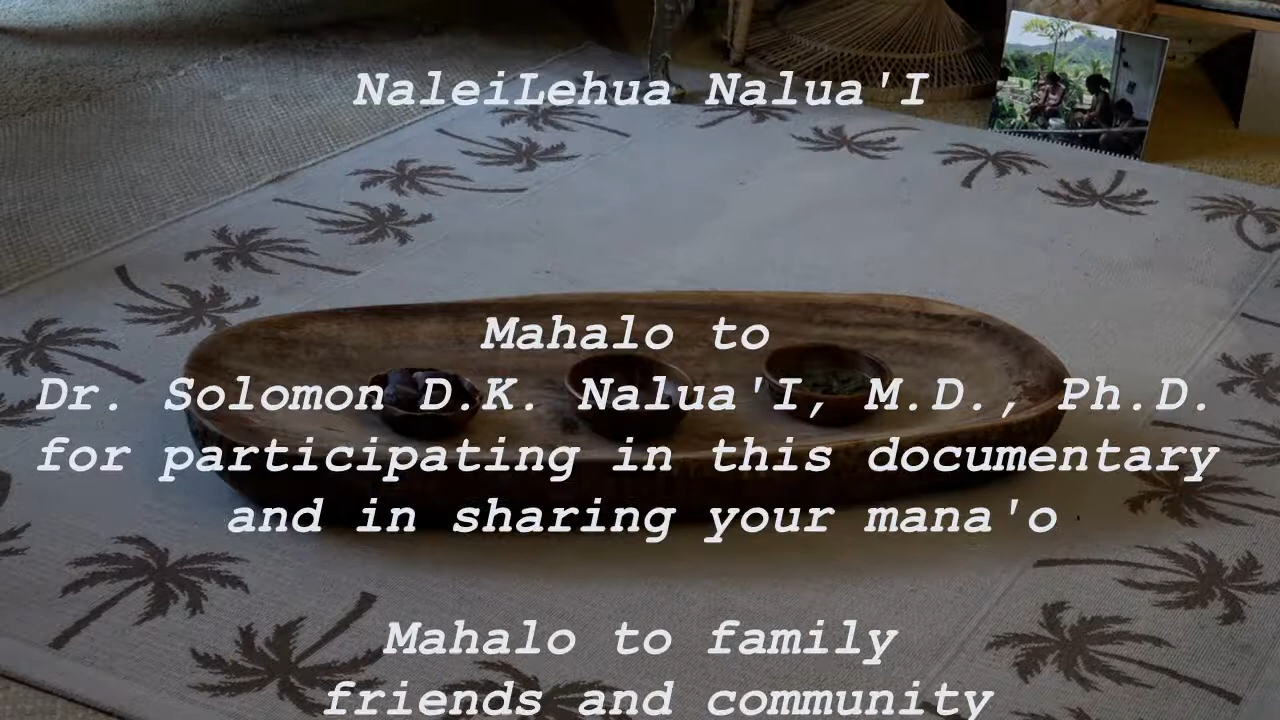 NaleiLehua Nalua'I
Mahalo to
Dr. Solomon D.K. Nalua'I, M.D., Ph.D.
for participating in this documentary
and in sharing your mana'o
Mahalo to family
friends and community